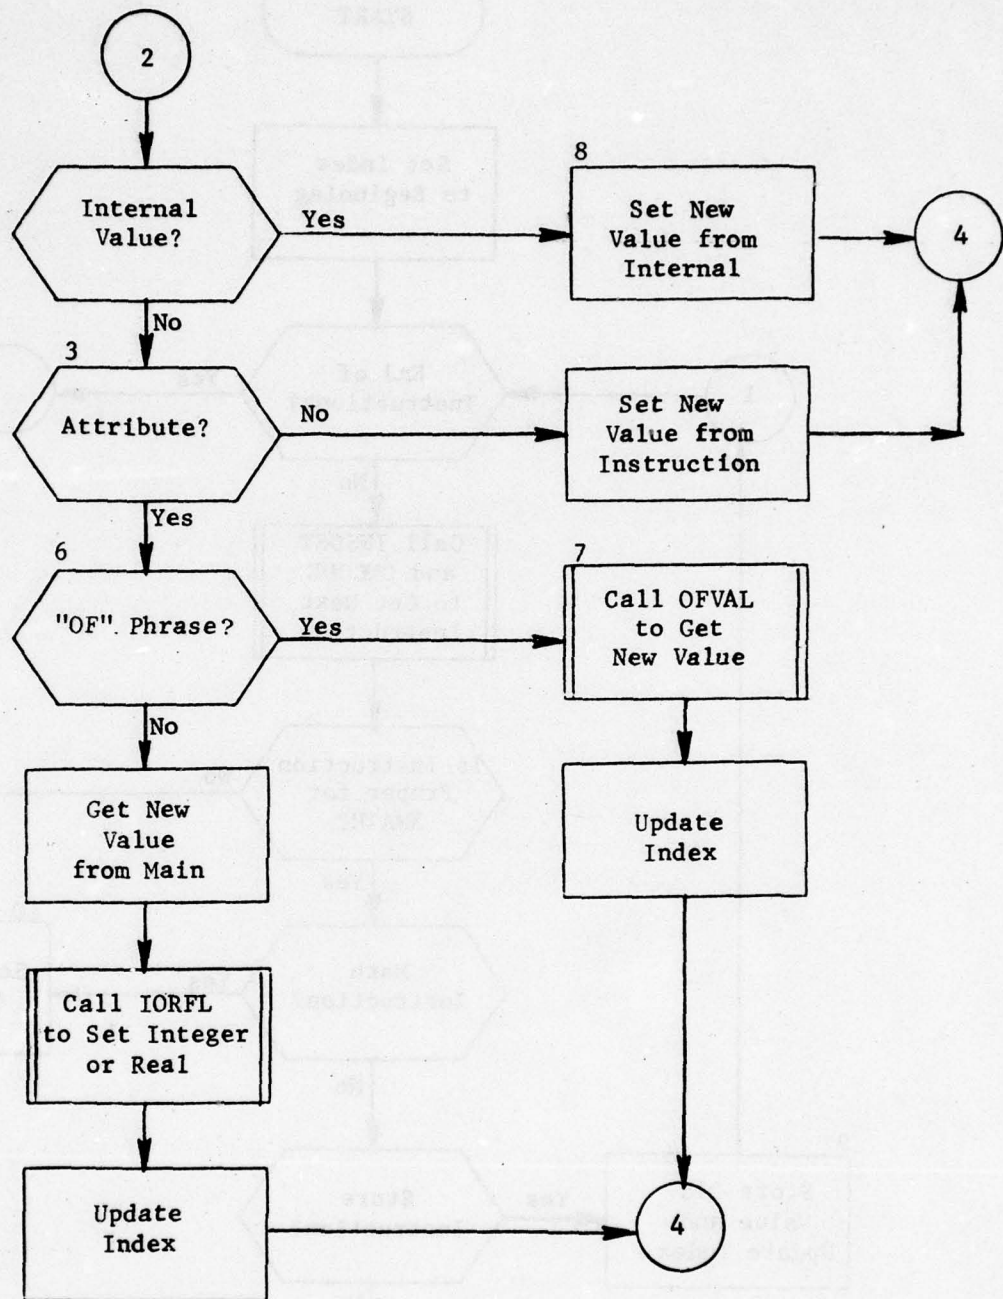 2
Internal
Value?
Yes
8
Set New
Value from
Internal
4
No
3
Attribute?
No
Set New
Value from
Instruction
Yes
6
"OF". Phrase?
Yes
7
Call OFVAL
to Get
New Value
No
Get New
Value
from Main
Update
Index
Call IORFL
to Set Integer
or Real
Update
Index
4